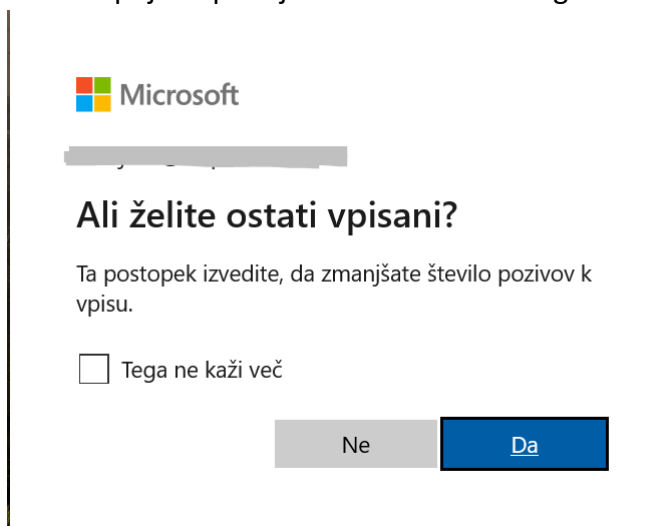 Microsoft
Ali želite ostati vpisani?
Ta postopek izvedite, da zmanjšate število pozivov k
vpisu.
Tega ne kaži več
Ne
Da